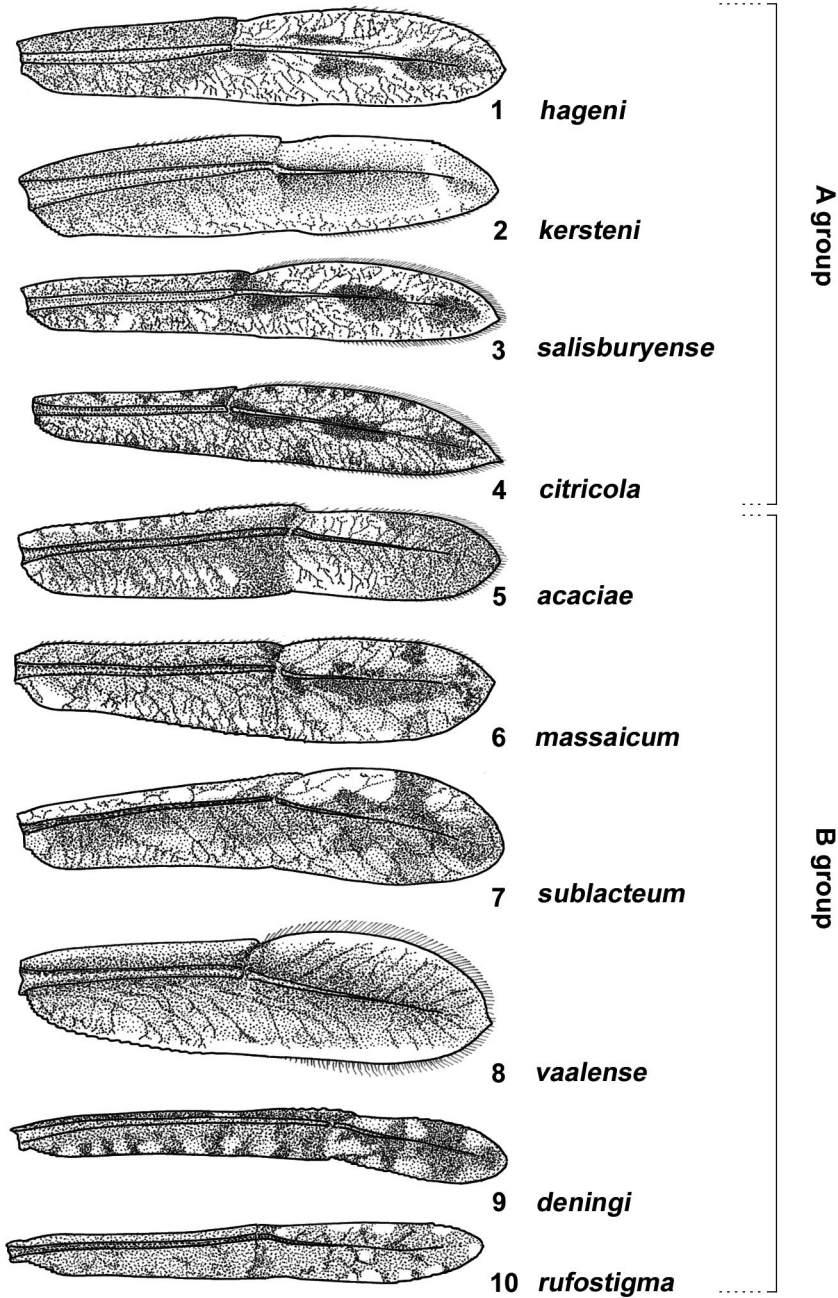 1 hageni
2 kersteni
3 salisburyense
4 citricola
A group
5 acaciae
6 massaicum
7 sublacteum
8 vaalense
9 deningi
10 rufostigma
B group